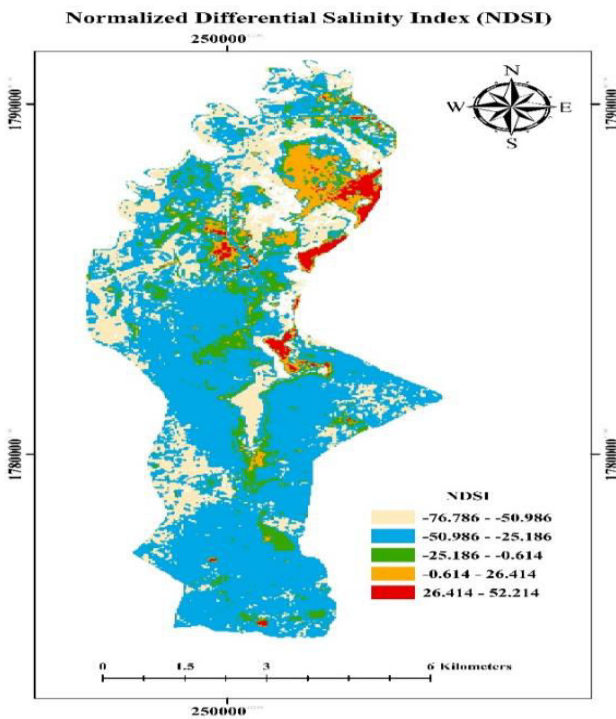 Normalized Differential Salinity Index (NDSI)
250000
1790000
1790000
N
W E
S
1780000
1780000
NDSI
-76.786 - -50.986
-50.986 - -25.186
-25.186 - -0.614
-0.614 - 26.414
26.414 - 52.214
0 1.5 3 6 Kilometers
250000